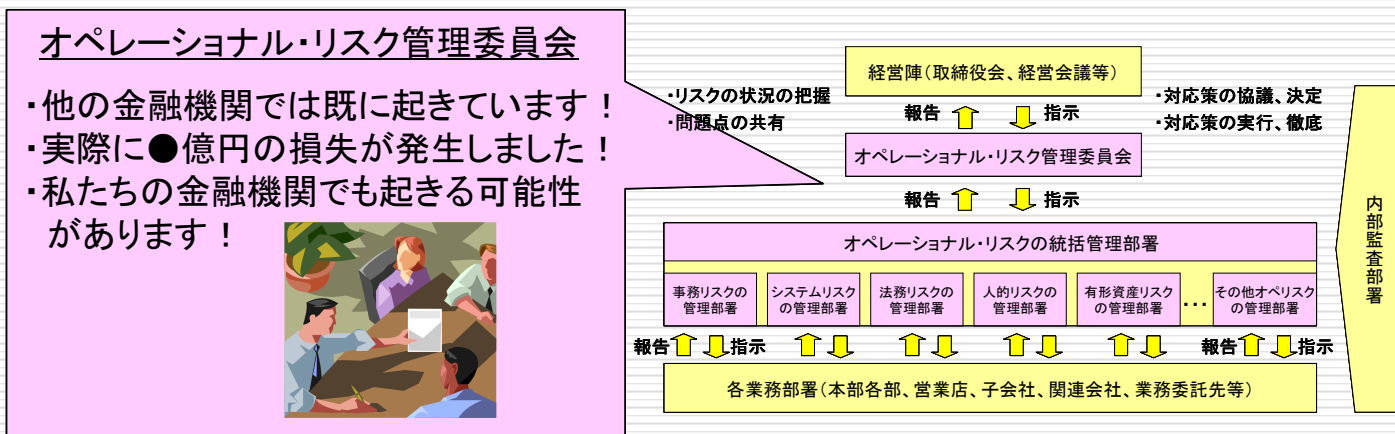 オペレーショナル・リスク管理委員会
・他の金融機関では既に起きています！
・実際に●億円の損失が発生しました！
・私たちの金融機関でも起きる可能性
があります！
経営陣（取締役会、経営会議等）
・リスクの状況の把握
・問題点の共有
報告
指示
・対応策の協議、決定
・対応策の実行、徹底
オペレーショナル・リスク管理委員会
報告
指示
オペレーショナル・リスクの統括管理部署
事務リスクの
管理部署
システムリスク
の管理部署
法務リスクの
管理部署
人的リスクの
管理部署
有形資産リスク
の管理部署
…
その他オペリスク
の管理部署
報告
指示
報告
指示
各業務部署（本部各部、営業店、子会社、関連会社、業務委託先等）
内部監査部署